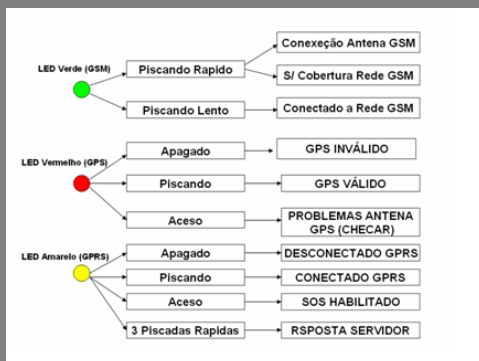 LED Verde (GSM)
Piscando Rapido
Conexeção Antena GSM
S/ Cobertura Rede GSM
Piscando Lento
Conectado a Rede GSM
LED Vermelho (GPS)
Apagado
GPS INVÁLIDO
Piscando
GPS VÁLIDO
Aceso
PROBLEMAS ANTENA
GPS (CHECAR)
LED Amarelo (GPRS)
Apagado
DESCONECTADO GPRS
Piscando
CONECTADO GPRS
Aceso
SOS HABILITADO
3 Piscadas Rapidas
RSPOSTA SERVIDOR